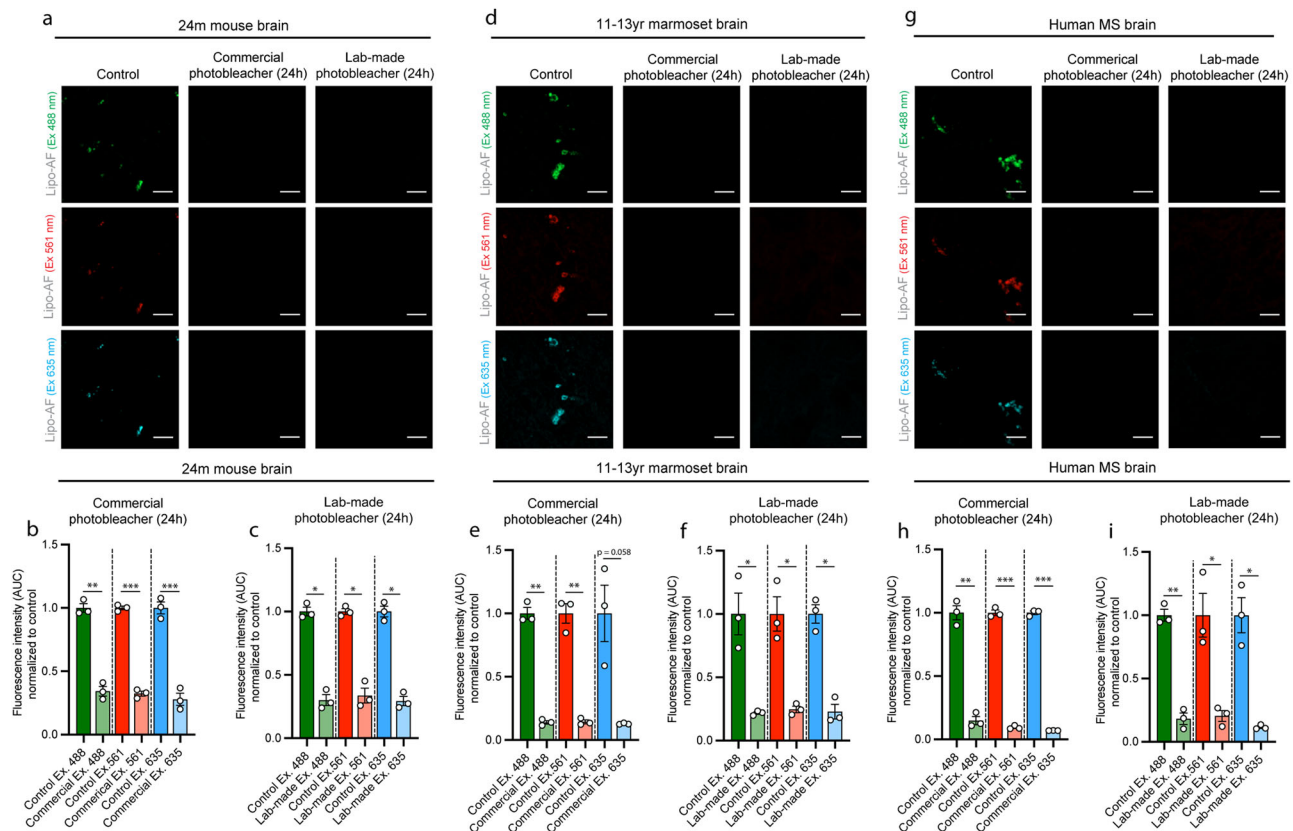 a
24m mouse brain
Control
Commercial
photobleacher (24h)
Lab-made
photobleacher (24h)
Lipo-AF (Ex 488 nm)
Lipo-AF (Ex 561 nm)
Lipo-AF (Ex 635 nm)
d
11-13yr marmoset brain
Control
Commercial
photobleacher (24h)
Lab-made
photobleacher (24h)
Lipo-AF (Ex 488 nm)
Lipo-AF (Ex 561 nm)
Lipo-AF (Ex 635 nm)
g
Human MS brain
Control
Commerical
photobleacher (24h)
Lab-made
photobleacher (24h)
Lipo-AF (Ex 488 nm)
Lipo-AF (Ex 561 nm)
Lipo-AF (Ex 635 nm)
24m mouse brain
b
Commercial
photobleacher (24h)
Fluorescence intensity (AUC)
normalized to control
1.5
1.0
0.5
0.0
** *** ***
Control Ex. 488
Commercial Ex. 488
Control Ex.561
Commerical Ex. 561
Control Ex. 635
Commercial Ex. 635
c
Lab-made
photobleacher (24h)
Fluorescence intensity (AUC)
normalized to control
1.5
1.0
0.5
0.0
* * *
Control Ex. 488
Lab-made Ex. 488
Control Ex.561
Lab-made Ex. 561
Control Ex. 635
Lab-made Ex. 635
11-13yr marmoset brain
e
Commercial
photobleacher (24h)
Fluorescence intensity (AUC)
normalized to control
1.5
1.0
0.5
0.0
** ** p = 0.058
Control Ex. 488
Commercial Ex. 488
Control Ex.561
Commercial Ex. 561
Control Ex. 635
Commercial Ex. 635
f
Lab-made
photobleacher (24h)
Fluorescence intensity (AUC)
normalized to control
1.5
1.0
0.5
0.0
* * *
Control Ex. 488
Lab-made Ex. 488
Control Ex.561
Lab-made Ex. 561
Control Ex. 635
Lab-made Ex. 635
Human MS brain
h
Commercial
photobleacher (24h)
Fluorescence intensity (AUC)
normalized to control
1.5
1.0
0.5
0.0
** *** ***
Control Ex. 488
Commercial Ex. 488
Control Ex.561
Commercial Ex. 561
Control Ex. 635
Commercial Ex. 635
i
Lab-made
photobleacher (24h)
Fluorescence intensity (AUC)
normalized to control
1.5
1.0
0.5
0.0
** * *
Control Ex. 488
Lab-made Ex. 488
Control Ex.561
Lab-made Ex. 561
Control Ex. 635
Lab-made Ex. 635